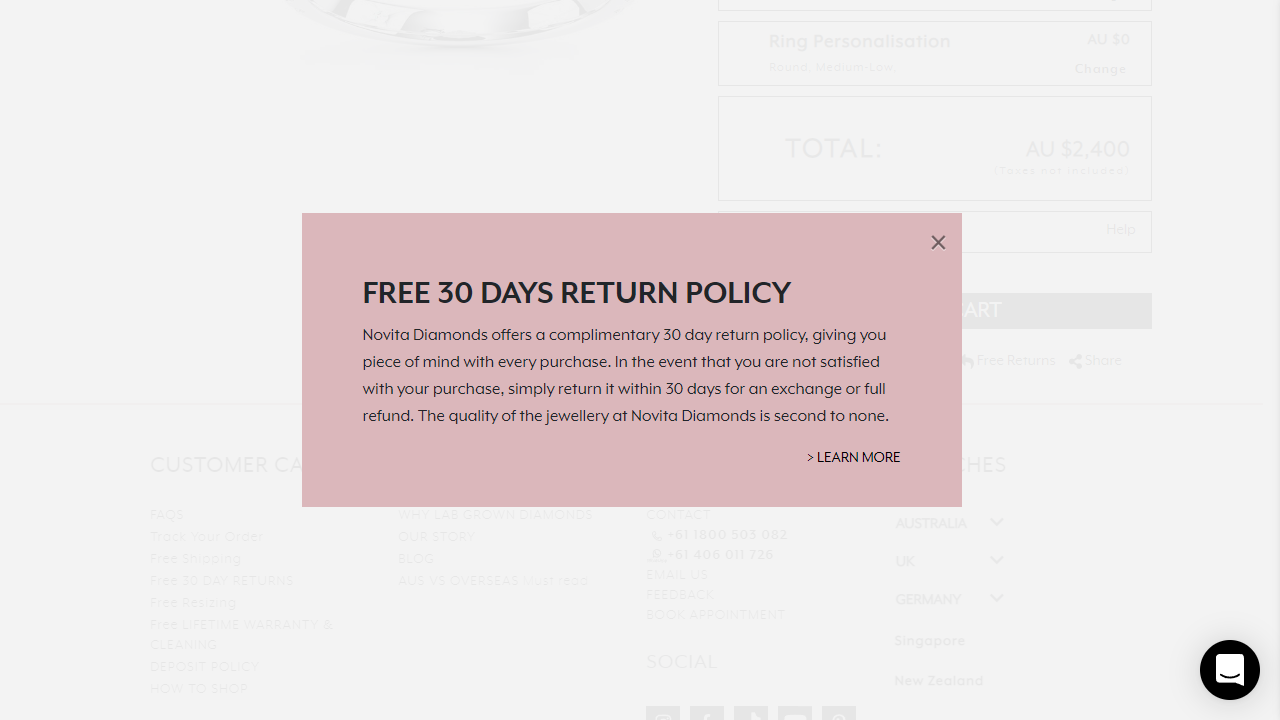 Ring Personalisation
AU $0
Round, Medium-Low,
Change
TOTAL:
AU $2,400
(Taxes not included)
Help
CART
Free Returns
Share
FREE 30 DAYS RETURN POLICY
Novita Diamonds offers a complimentary 30 day return policy, giving you
piece of mind with every purchase. In the event that you are not satisfied
with your purchase, simply return it within 30 days for an exchange or full
refund. The quality of the jewellery at Novita Diamonds is second to none.
> LEARN MORE
CUSTOMER CA
FAQS
Track Your Order
Free Shipping
Free 30 DAY RETURNS
Free Resizing
Free LIFETIME WARRANTY &
CLEANING
DEPOSIT POLICY
HOW TO SHOP
WHY LAB GROWN DIAMONDS
OUR STORY
BLOG
AUS VS OVERSEAS Must read
CONTACT
+61 1800 503 082
+61 406 011 726
EMAIL US
FEEDBACK
BOOK APPOINTMENT
SOCIAL
CHES
AUSTRALIA
UK
GERMANY
Singapore
New Zealand